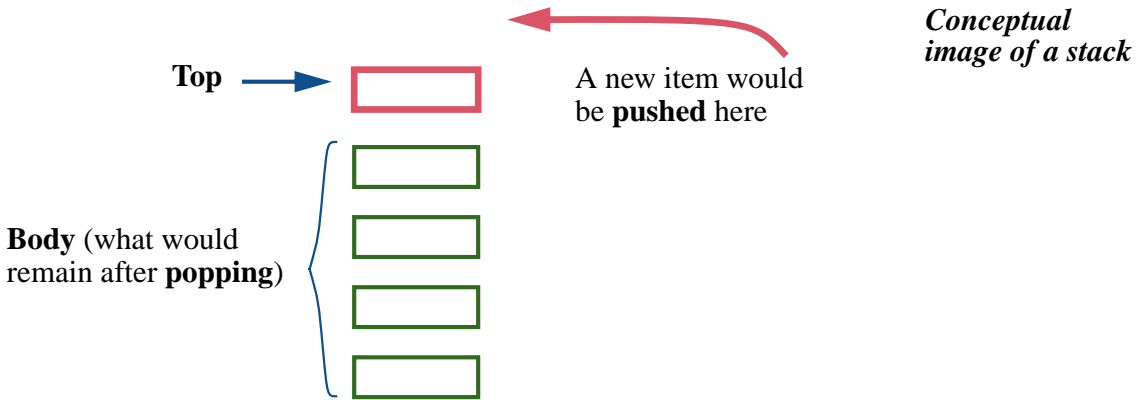 Conceptual
image of a stack
Top
A new item would
be pushed here
Body (what would
remain after popping)